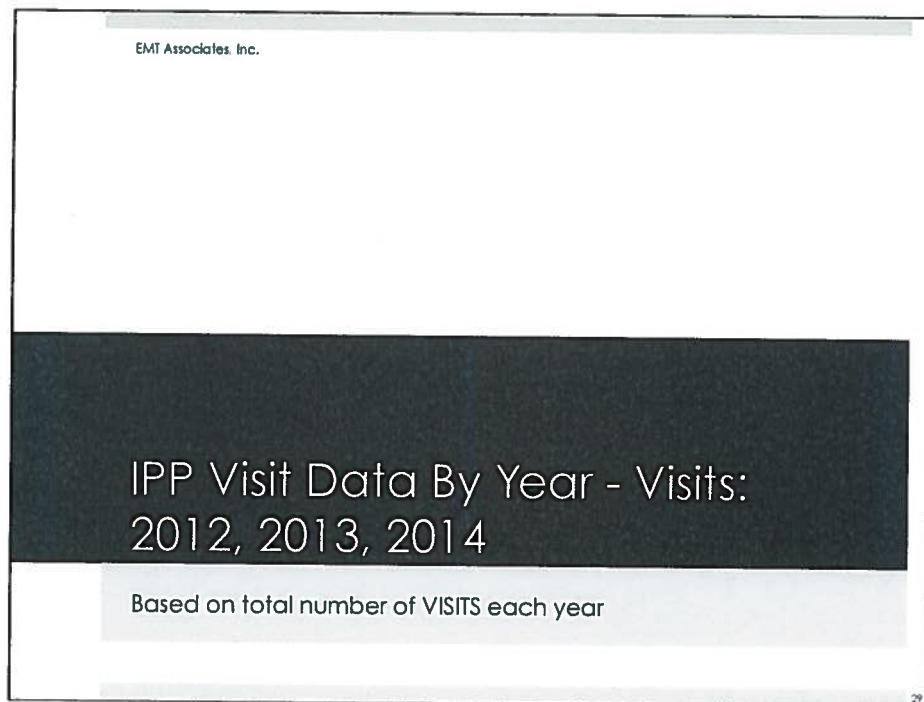 EMT Associates, Inc.
IPP Visit Data By Year - Visits:
2012, 2013, 2014
Based on total number of VISITS each year
29